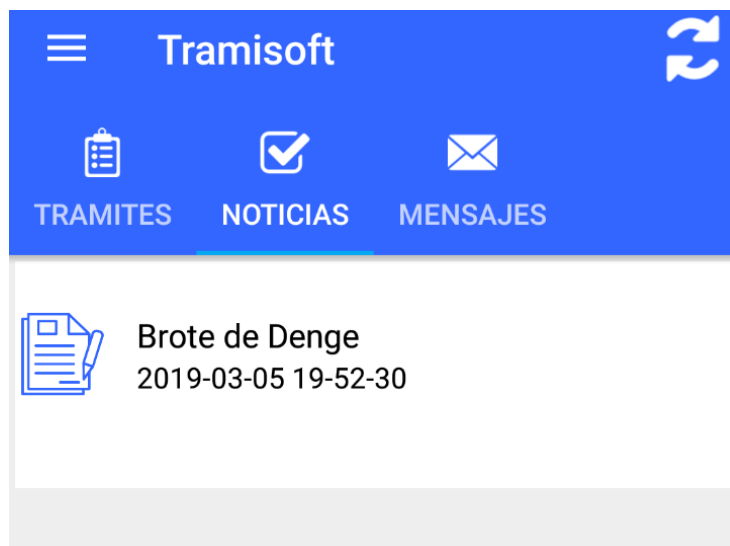 Tramisoft
TRAMITES NOTICIAS MENSAJES
Brote de Denge
2019-03-05 19-52-30